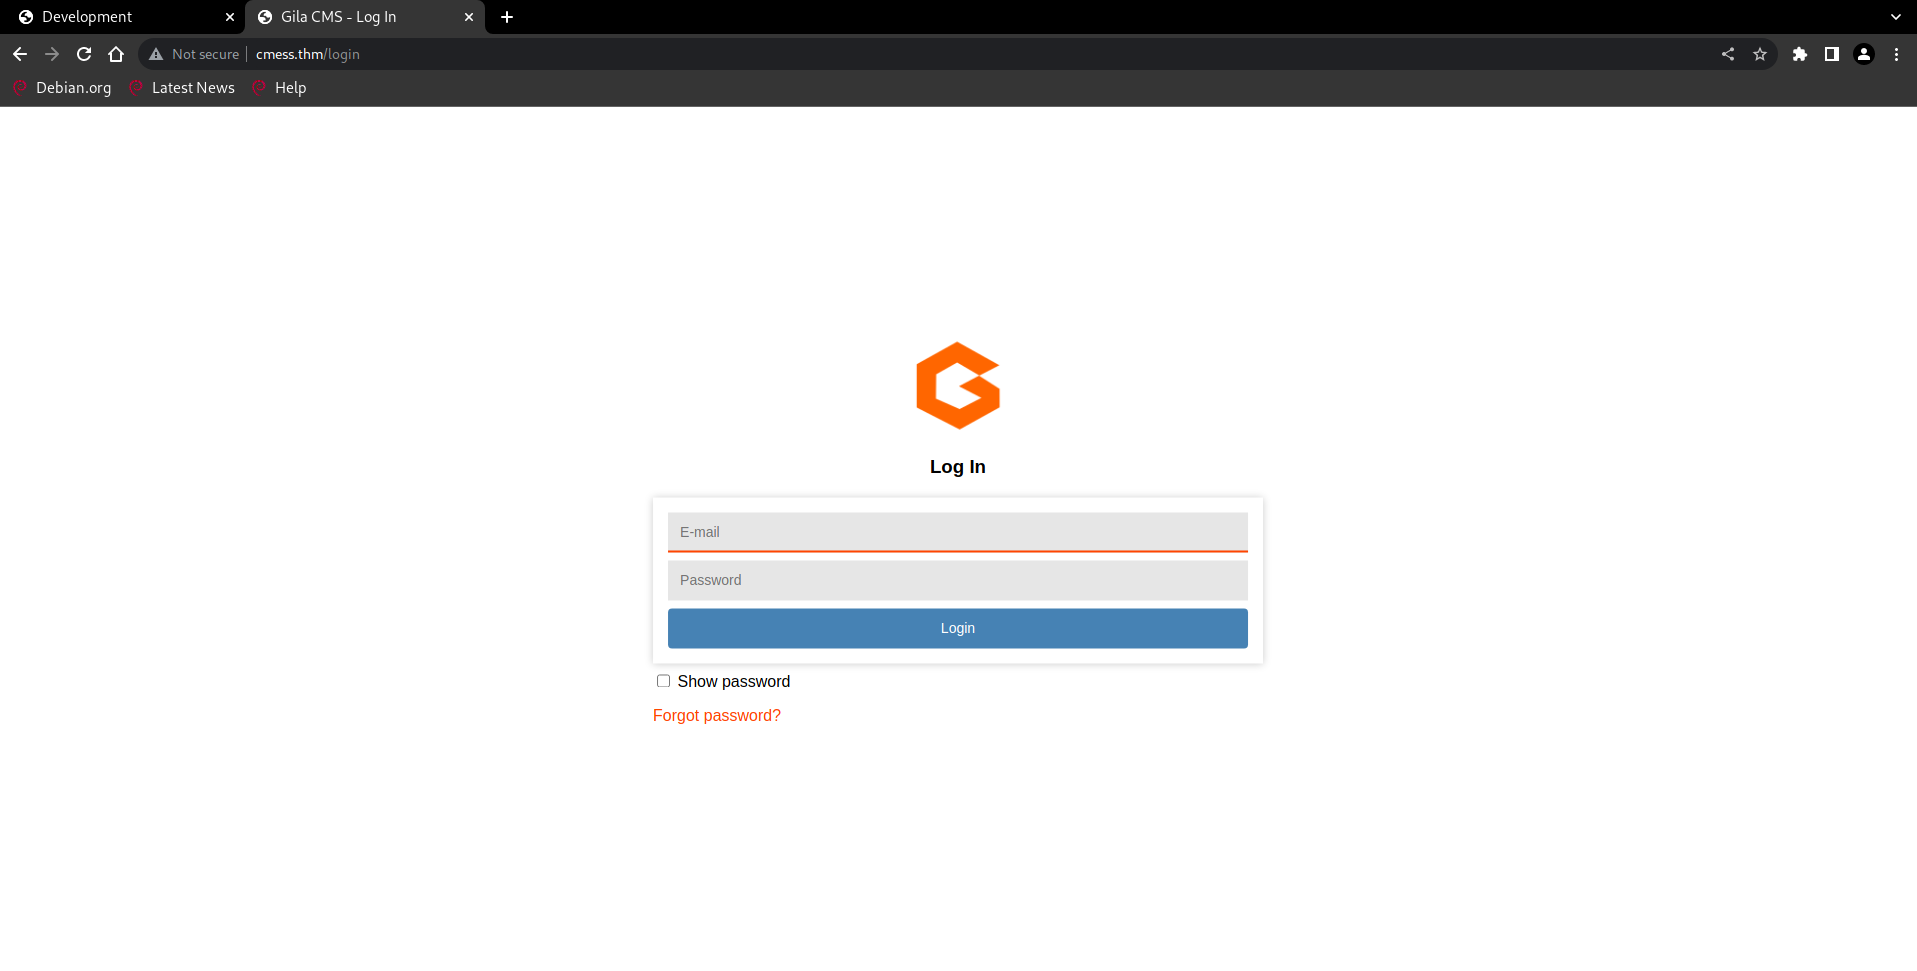 Development
Gila CMS - Log In
Not secure
cmess.thm/login
Debian.org
Latest News
Help
Log In
E-mail
Password
Login
Show password
Forgot password?